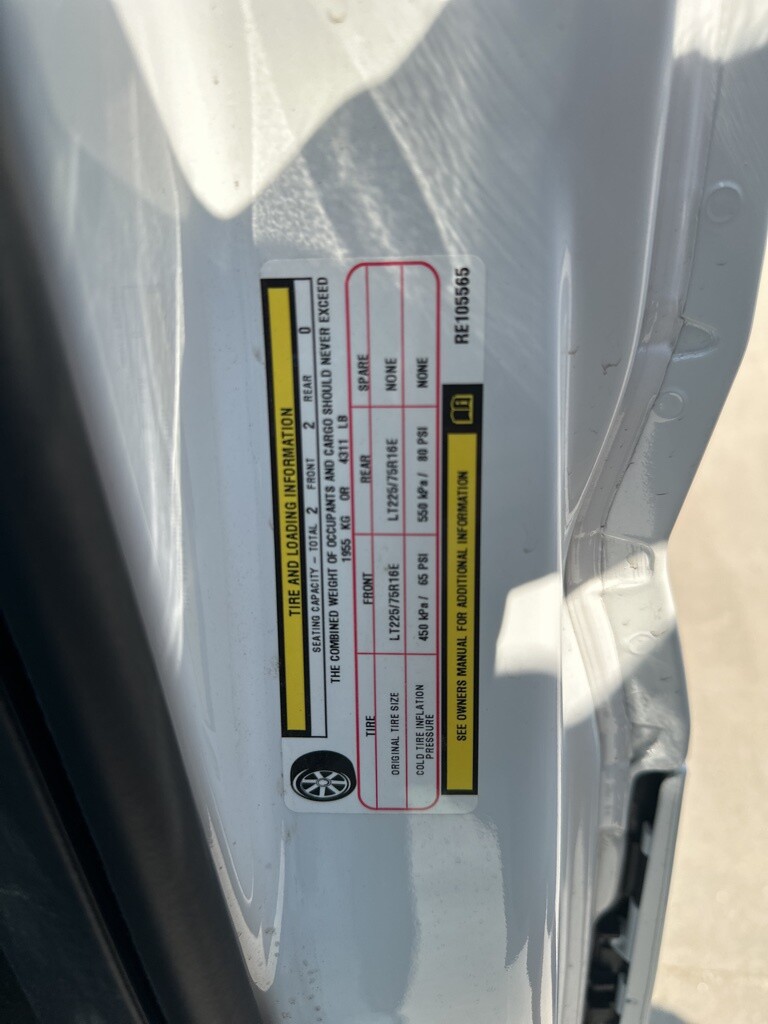 TIRE AND LOADING INFORMATION
SEATING CAPACITY – TOTAL 2 FRONT 2 REAR 0
THE COMBINED WEIGHT OF OCCUPANTS AND CARGO SHOULD NEVER EXCEED
1955 KG OR 4311 LB
TIRE FRONT REAR SPARE
ORIGINAL TIRE SIZE LT225/75R16E LT225/75R16E NONE
COLD TIRE INFLATION PRESSURE 450 kPa / 65 PSI 550 kPa / 80 PSI NONE
SEE OWNERS MANUAL FOR ADDITIONAL INFORMATION
RE105565